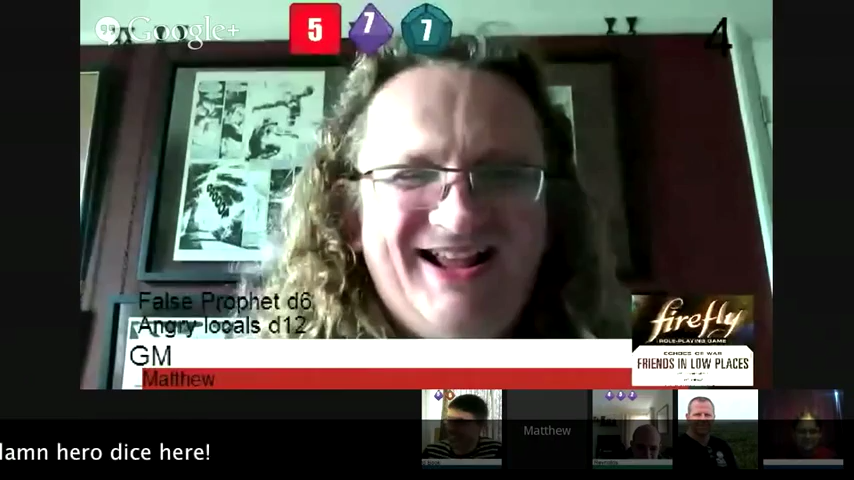 Google+
5
7
7
4
False Prophet d6
Angry locals d12
GM
Matthew
firefly
ROLE-PLAYING GAME
ECHOES OF WAR
FRIENDS IN LOW PLACES
Matthew
damn hero dice here!